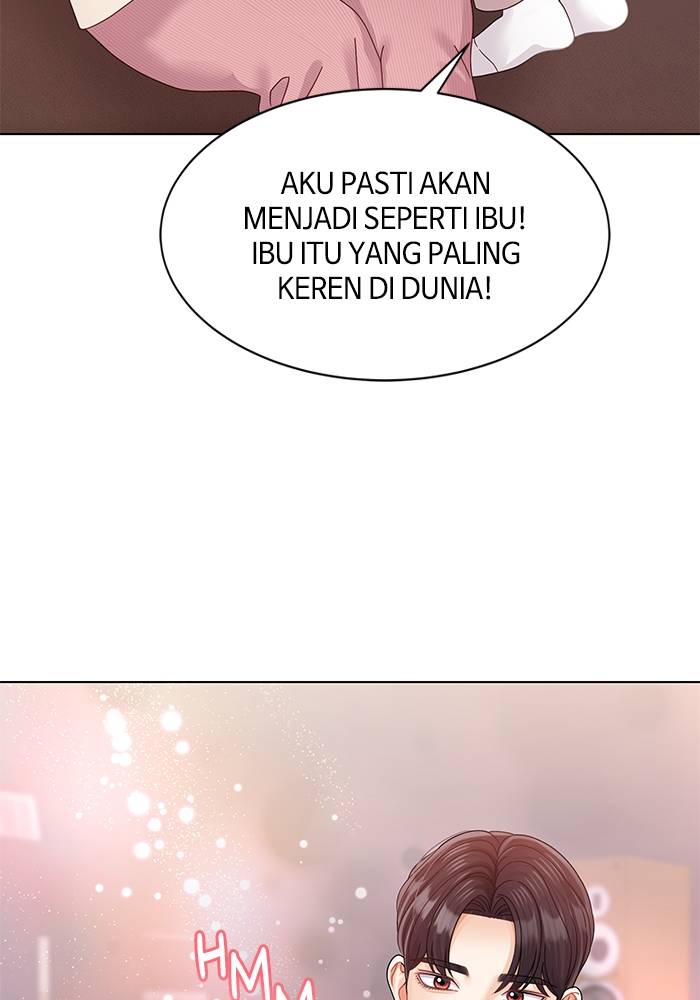 AKU PASTI AKAN
MENJADI SEPERTI IBU!
IBU ITU YANG PALING
KEREN DI DUNIA!
HMM